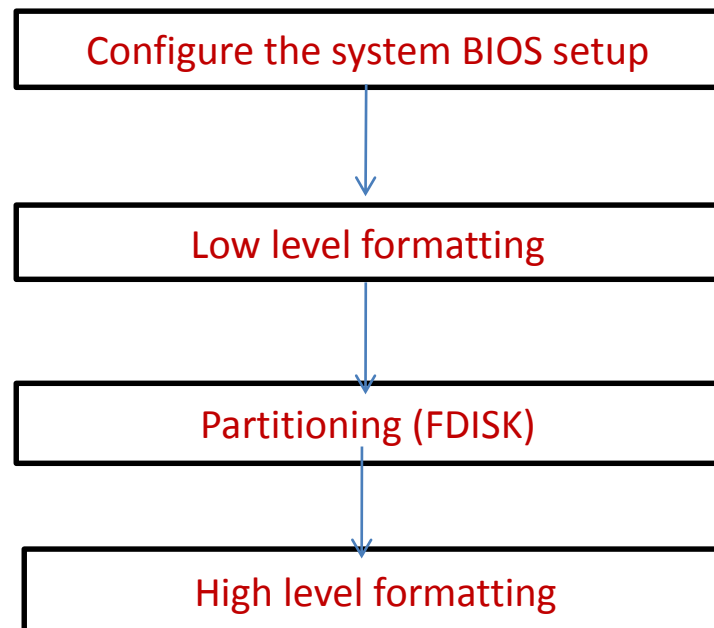 Configure the system BIOS setup
Low level formatting
Partitioning (FDISK)
High level formatting